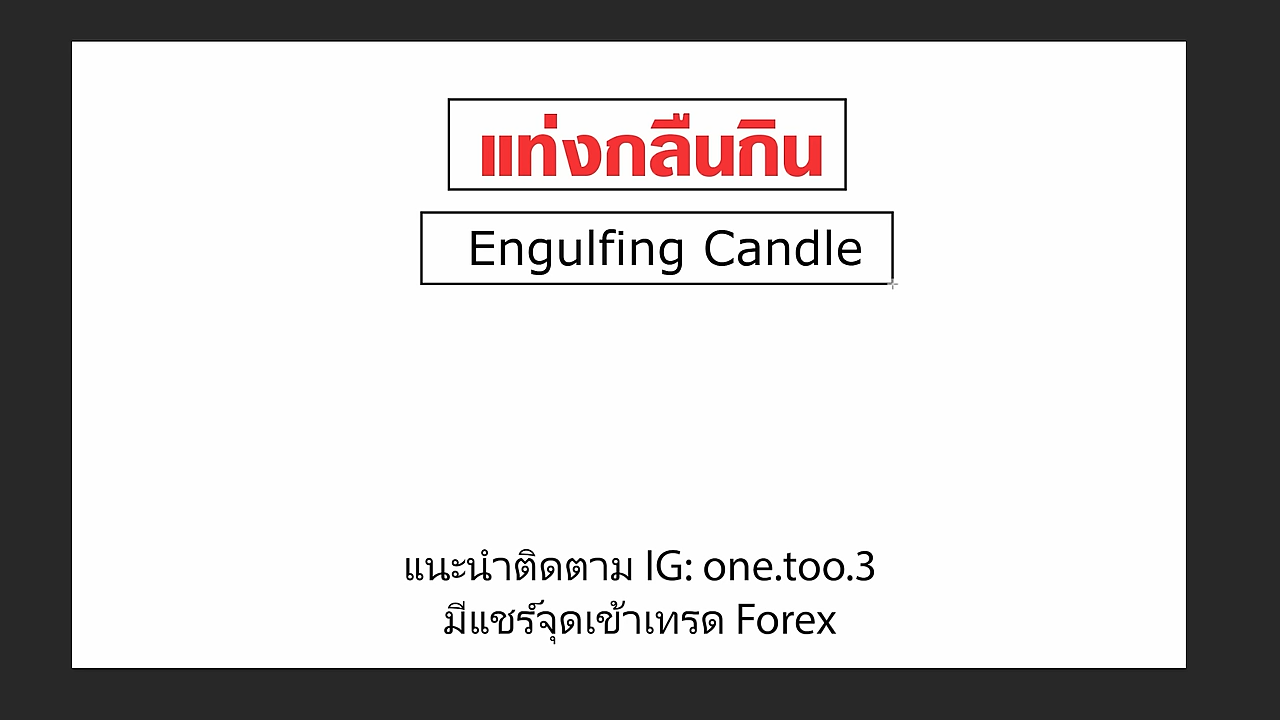 แท่งกลืนกิน
Engulfing Candle
แนะนำติดตาม IG: one.too.3
มีแชร์จุดเข้าเทรด Forex